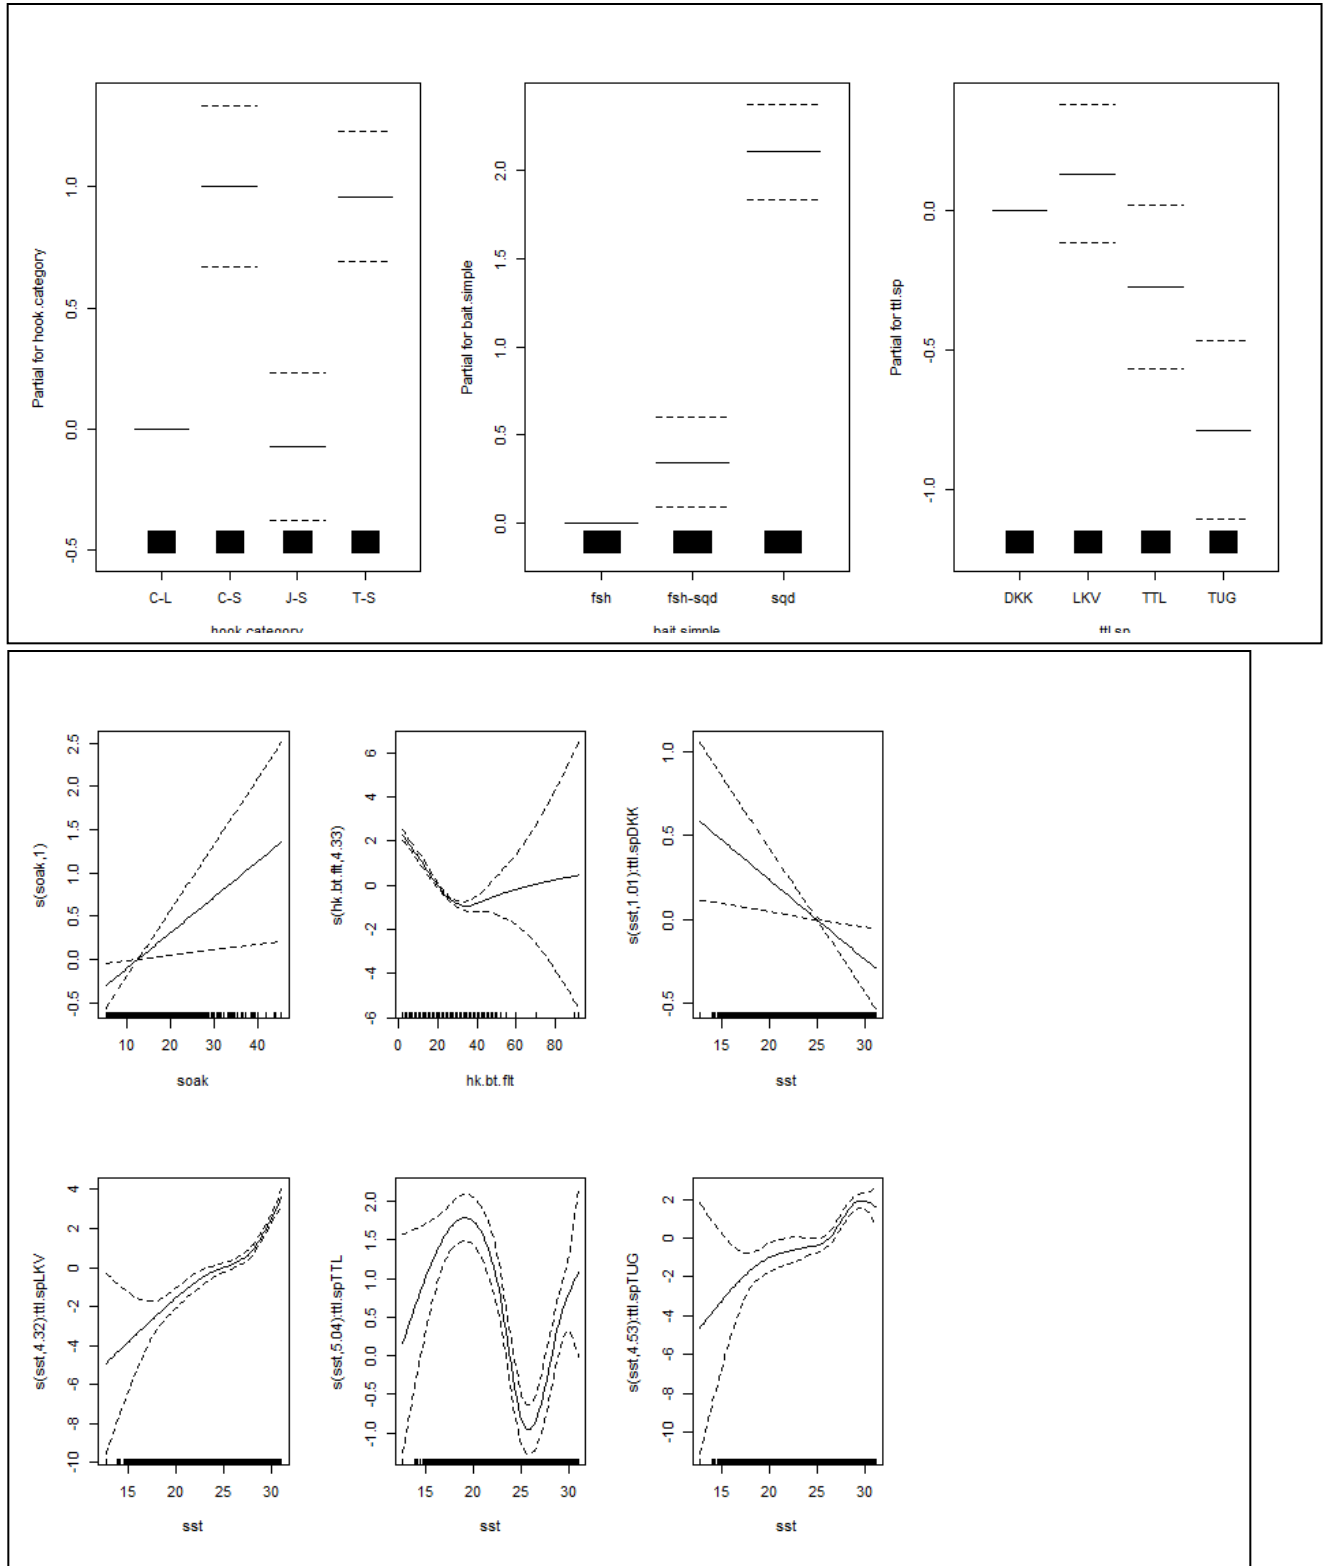 Partial for hook.category
1.0
0.5
0.0
-0.5
C-L C-S J-S T-S
hook.category
Partial for bait.simple
2.0
1.5
1.0
0.5
0.0
fsh fsh-sqd sqd
bait.simple
Partial for ttl.sp
0.0
-0.5
-1.0
DKK LKV TTL TUG
ttl.sp
s(soak,1)
2.5
2.0
1.5
1.0
0.5
0.0
-0.5
10 20 30 40
soak
s(hk.bt.flt,4.33)
6
4
2
0
-2
-4
-6
0 20 40 60 80
hk.bt.flt
s(sst,1.01):ttl.spDKK
1.0
0.5
0.0
-0.5
15 20 25 30
sst
s(sst,4.32):ttl.spLKV
4
2
0
-2
-4
-6
-8
-10
15 20 25 30
sst
s(sst,5.04):ttl.spTTL
2.0
1.5
1.0
0.5
0.0
-0.5
-1.0
15 20 25 30
sst
s(sst,4.53):ttl.spTUG
2
0
-2
-4
-6
-8
-10
15 20 25 30
sst